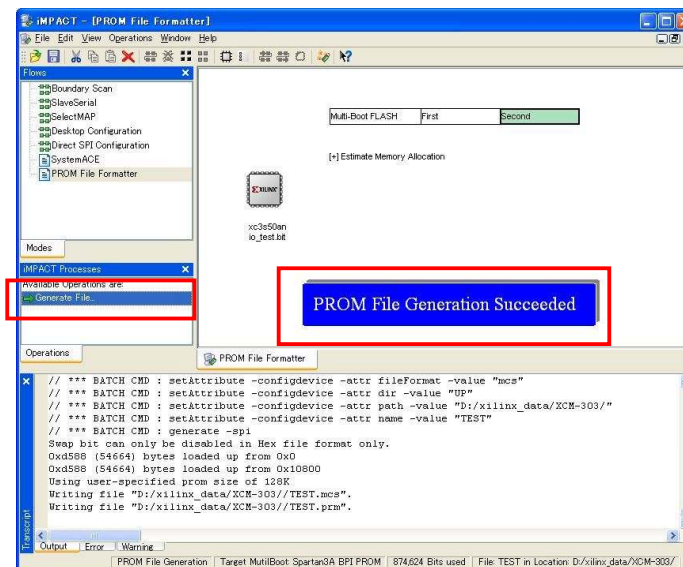 iMPACT - [PROM File Formatter]
File Edit View Operations Window Help
Flows
Boundary Scan
SlaveSerial
SelectMAP
Desktop Configuration
Direct SPI Configuration
SystemACE
PROM File Formatter
Modes
Multi-Boot FLASH First Second
[+] Estimate Memory Allocation
XILINX
xc3s50an
io_test.bit
iMPACT Processes
Available Operations are:
Generate File...
Operations
PROM File Generation Succeeded
PROM File Formatter
// *** BATCH CMD : setAttribute -configdevice -attr fileFormat -value "mcs"
// *** BATCH CMD : setAttribute -configdevice -attr dir -value "UP"
// *** BATCH CMD : setAttribute -configdevice -attr path -value "D:/xilinx_data/XCM-303/"
// *** BATCH CMD : setAttribute -configdevice -attr name -value "TEST"
// *** BATCH CMD : generate -spi
Swap bit can only be disabled in Hex file format only.
0xd588 (54664) bytes loaded up from 0x0
0xd588 (54664) bytes loaded up from 0x10800
Using user-specified prom size of 128K
Writing file "D:/xilinx_data/XCM-303//TEST.mcs".
Writing file "D:/xilinx_data/XCM-303//TEST.prm".
Transcript
Output Error Warning
PROM File Generation Target MutilBoot Spartan3A BPI PROM 874,624 Bits used File: TEST in Location: D:/xilinx_data/XCM-303/